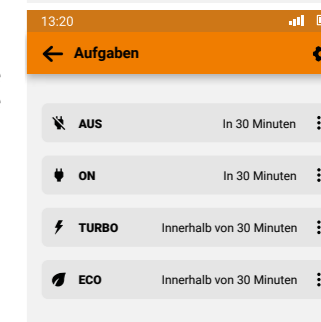 13:20
Aufgaben
AUS In 30 Minuten
ON In 30 Minuten
TURBO Innerhalb von 30 Minuten
ECO Innerhalb von 30 Minuten